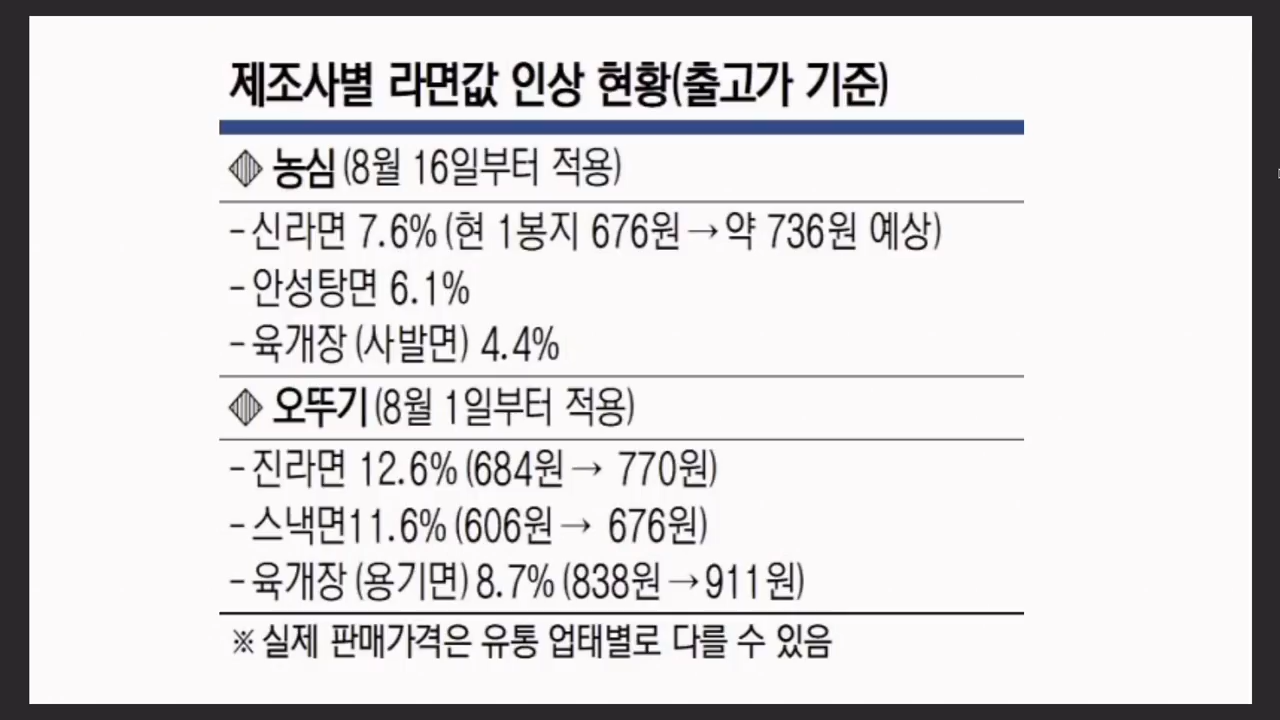 제조사별 라면값 인상 현황(출고가 기준)
농심(8월 16일부터 적용)
- 신라면 7.6%(현 1봉지 676원→약 736원 예상)
- 안성탕면 6.1%
- 육개장(사발면) 4.4%
오뚜기(8월 1일부터 적용)
- 진라면 12.6%(684원→ 770원)
- 스낵면11.6%(606원→ 676원)
- 육개장(용기면) 8.7%(838원→911원)
※ 실제 판매가격은 유통 업태별로 다를 수 있음